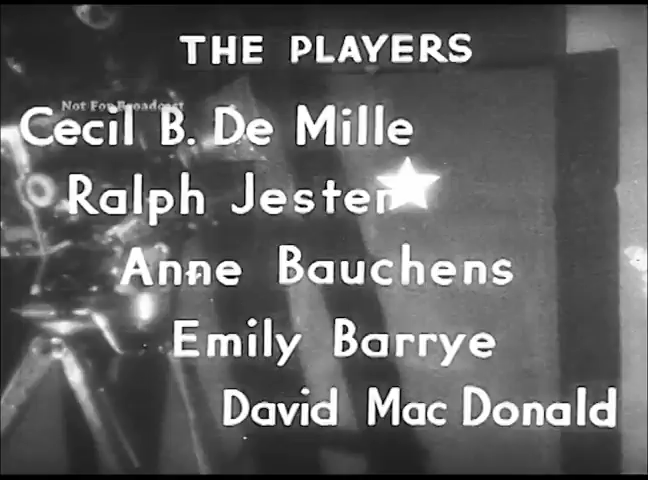 THE PLAYERS
Not For Broadcast
Cecil B. De Mille
Ralph Jester
Anne Bauchens
Emily Barrye
David Mac Donald